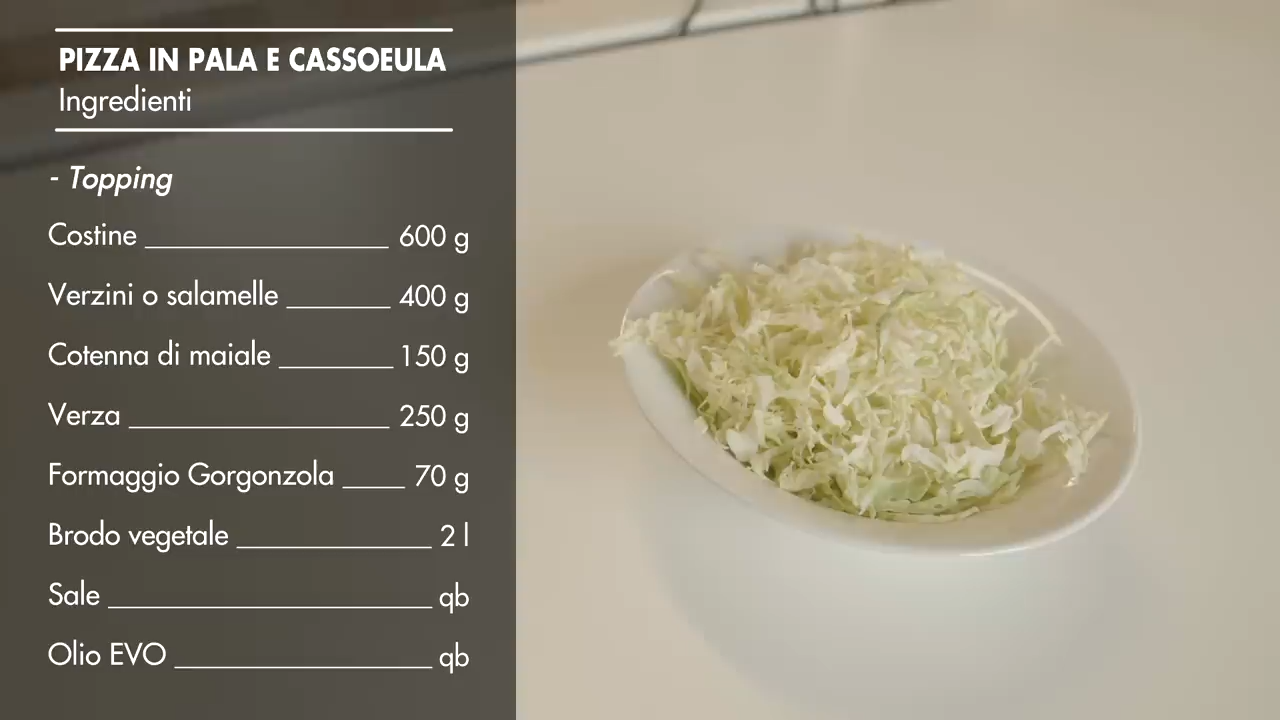 PIZZA IN PALA E CASSOEULA
Ingredienti
- Topping
Costine 600 g
Verzini o salamelle 400 g
Cotenna di maiale 150 g
Verza 250 g
Formaggio Gorgonzola 70 g
Brodo vegetale 2 l
Sale qb
Olio EVO qb